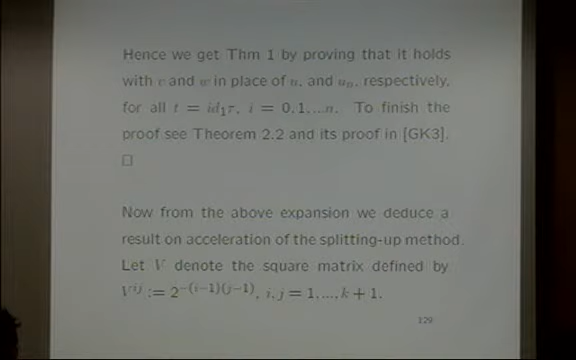 Hence we get Thm 1 by proving that it holds
with v and w in place of u, and u₀, respectively,
for all t = id₁τ, i = 0,1,...n. To finish the
proof see Theorem 2.2 and its proof in [GK3].
□
Now from the above expansion we deduce a
result on acceleration of the splitting-up method.
Let V denote the square matrix defined by
V^{ij} := 2^{-(i-1)(j-1)}, i,j = 1,...,k+1.
129